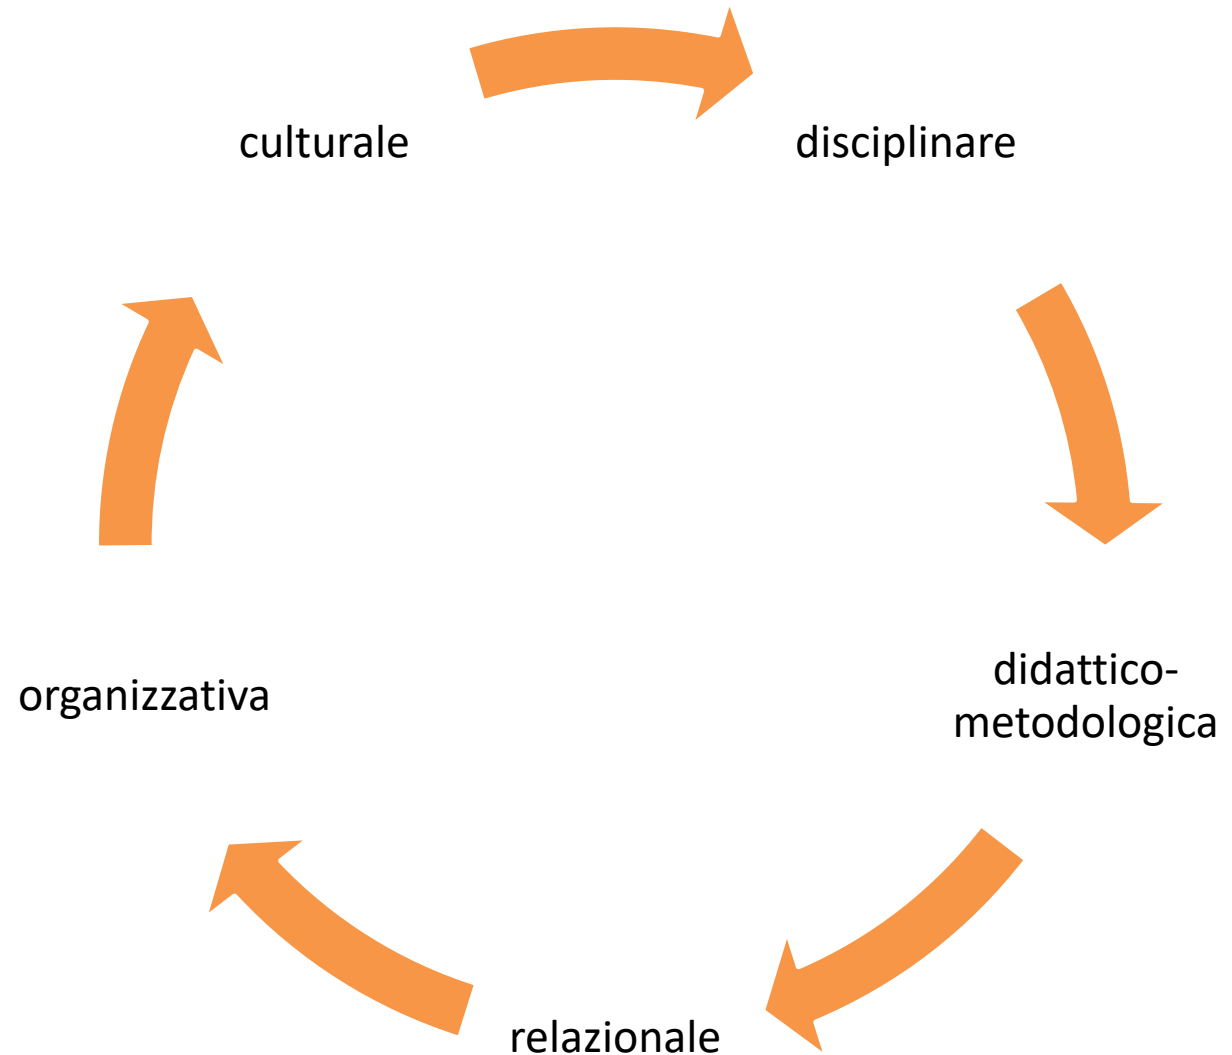 culturale
disciplinare
didattico-
metodologica
relazionale
organizzativa